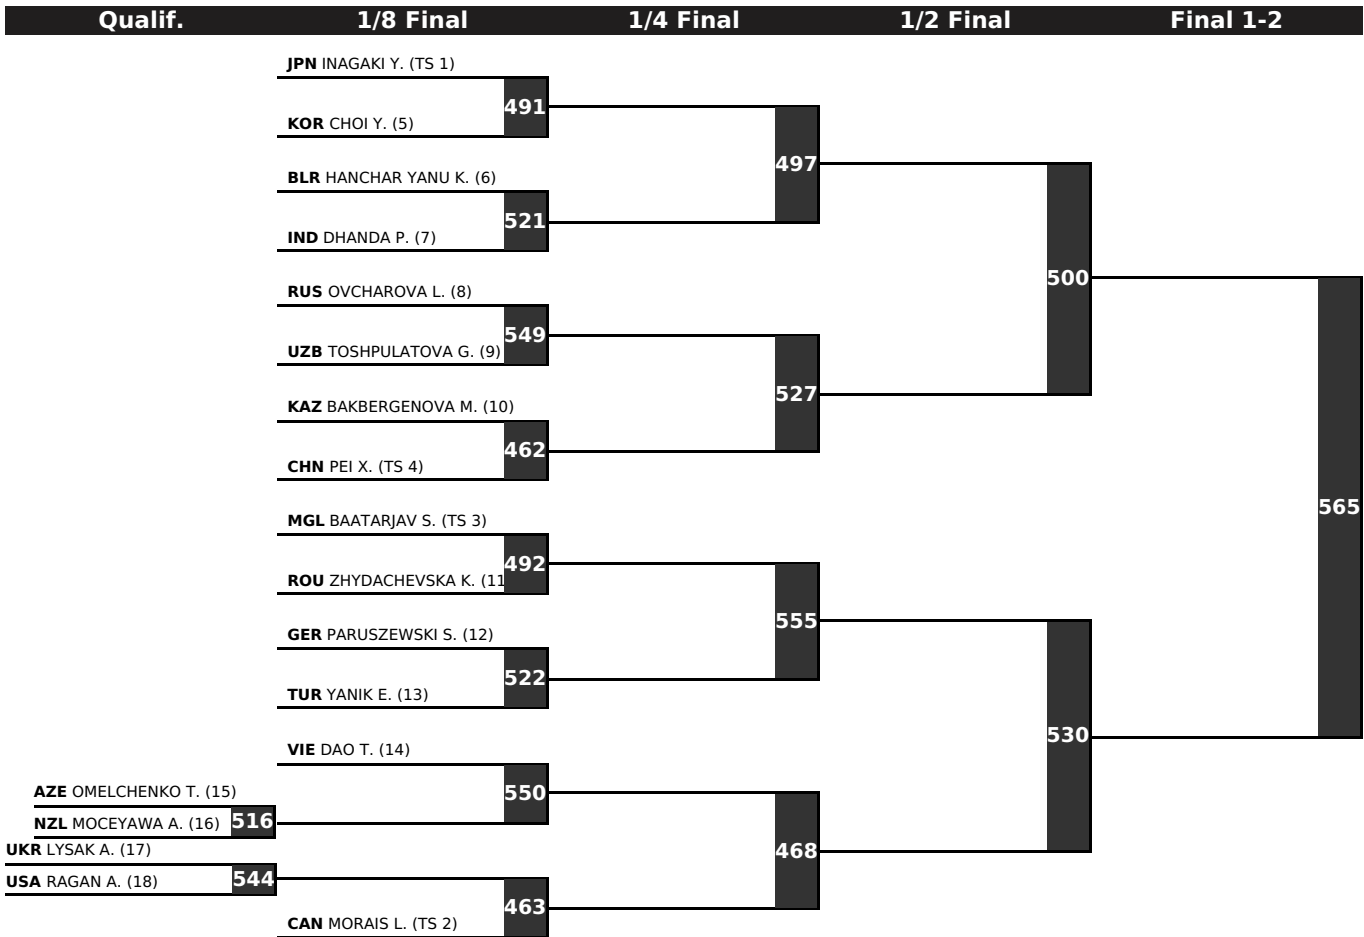 Qualif. 1/8 Final 1/4 Final 1/2 Final Final 1-2
JPN INAGAKI Y. (TS 1)
491
KOR CHOI Y. (5)
497
BLR HANCHAR YANU K. (6)
521
IND DHANDA P. (7)
500
RUS OVCHAROVA L. (8)
549
UZB TOSHPULATOVA G. (9)
527
KAZ BAKBERGENOVA M. (10)
462
CHN PEI X. (TS 4)
565
MGL BAATARJAV S. (TS 3)
492
ROU ZHYDACHEVSKA K. (11
555
GER PARUSZEWSKI S. (12)
522
TUR YANIK E. (13)
530
VIE DAO T. (14)
550
AZE OMELCHENKO T. (15)
516
NZL MOCEYAWA A. (16)
468
UKR LYSAK A. (17)
544
USA RAGAN A. (18)
463
CAN MORAIS L. (TS 2)